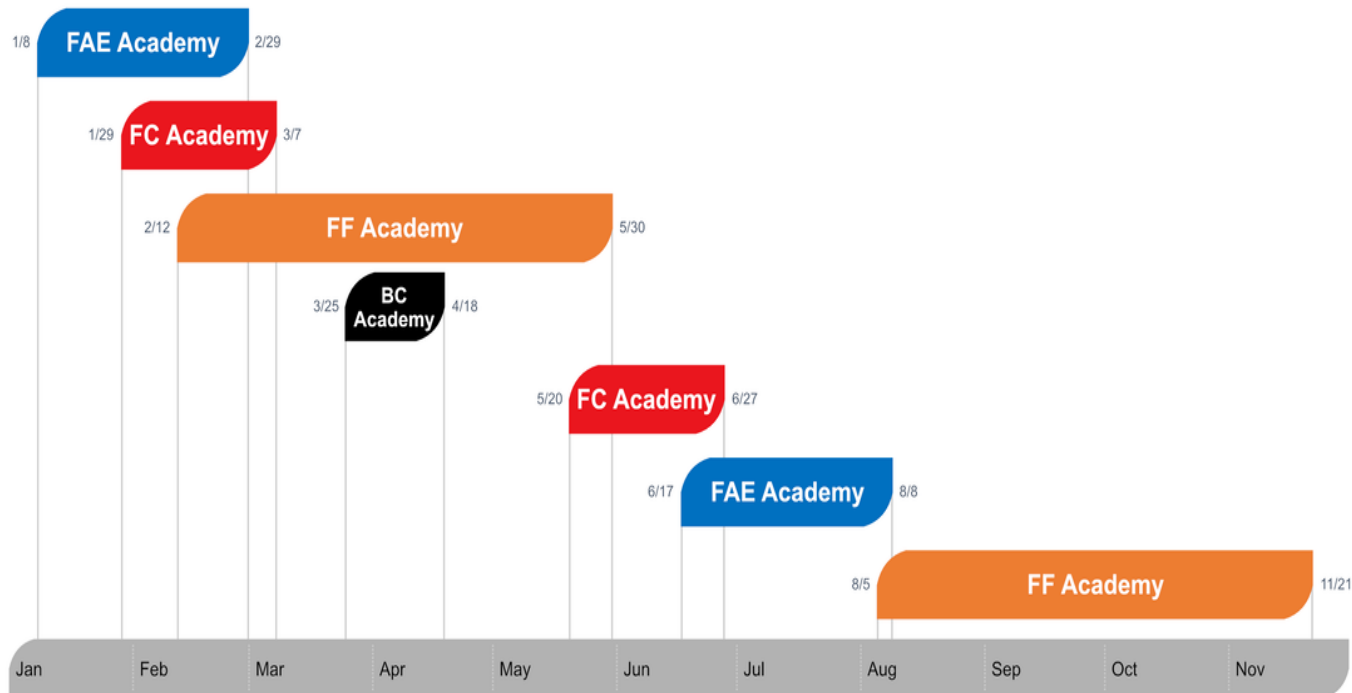 1/8 FAE Academy 2/29
1/29 FC Academy 3/7
2/12 FF Academy 5/30
3/25 BC Academy 4/18
5/20 FC Academy 6/27
6/17 FAE Academy 8/8
8/5 FF Academy 11/21
Jan Feb Mar Apr May Jun Jul Aug Sep Oct Nov